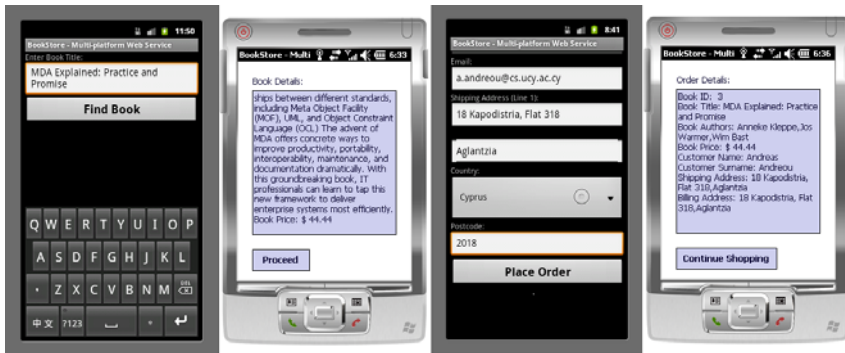 11:50
BookStore - Multi-platform Web Service
Enter Book Title:
MDA Explained: Practice and
Promise
Find Book
Q W E R T Y U I O P
A S D F G H J K L
Z X C V B N M DEL
中文 ?123
BookStore - Multi 6:33
Book Details:
ships between different standards,
including Meta Object Facility
(MOF), UML, and Object Constraint
Language (OCL) The advent of
MDA offers concrete ways to
improve productivity, portability,
interoperability, maintenance, and
documentation dramatically. With
this groundbreaking book, IT
professionals can learn to tap this
new framework to deliver
enterprise systems most efficiently.
Book Price: $ 44.44
Proceed
8:41
BookStore - Multi-platform Web Service
Email:
a.andreou@cs.ucy.ac.cy
Shipping Address (Line 1):
18 Kapodistria, Flat 318
Aglantzia
Country:
Cyprus
Postcode:
2018
Place Order
BookStore - Multi 6:36
Order Details:
Book ID: 3
Book Title: MDA Explained: Practice
and Promise
Book Authors: Anneke Kleppe,Jos
Warmer,Wim Bast
Book Price: $ 44.44
Customer Name: Andreas
Customer Surname: Andreou
Shipping Address: 18 Kapodistria,
Flat 318,Aglantzia
Billing Address: 18 Kapodistria, Flat
318,Aglantzia
Continue Shopping